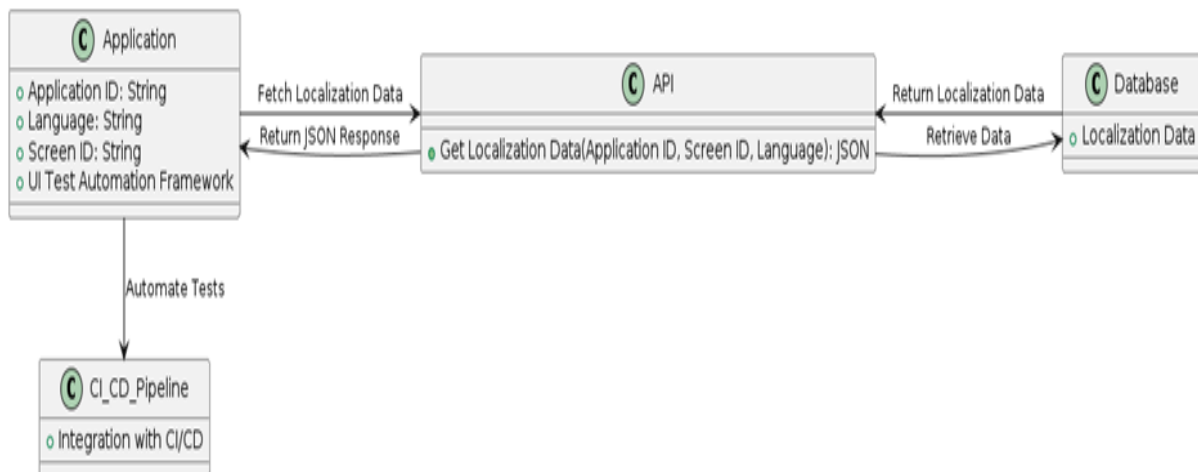 C Application
Application ID: String
Language: String
Screen ID: String
UI Test Automation Framework
Fetch Localization Data
Return JSON Response
C API
Get Localization Data(Application ID, Screen ID, Language): JSON
Return Localization Data
Retrieve Data
C Database
Localization Data
Automate Tests
C CI_CD_Pipeline
Integration with CI/CD